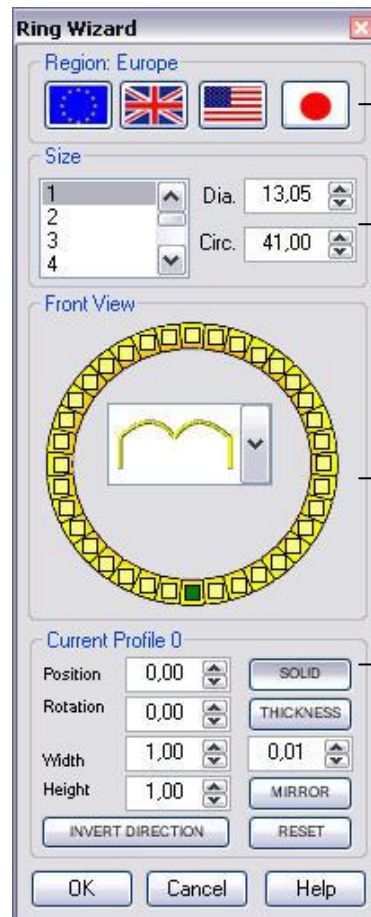 Ring Wizard
Region: Europe
Size
1
2
3
4
Dia. 13,05
Circ. 41,00
Front View
Current Profile 0
Position 0,00 SOLID
Rotation 0,00 THICKNESS
Width 1,00 0,01
Height 1,00 MIRROR
INVERT DIRECTION RESET
OK Cancel Help